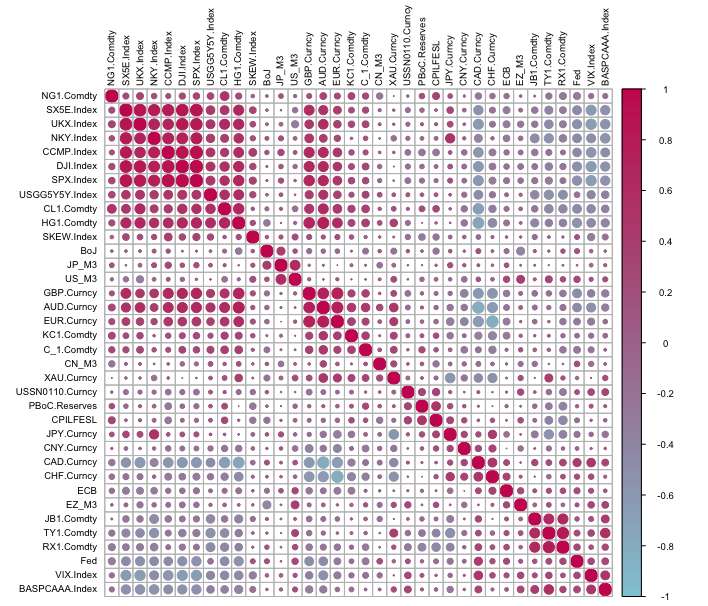 NG1.Comdty
SX5E.Index
UKX.Index
NKY.Index
CCMP.Index
DJI.Index
SPX.Index
USGG5Y5Y.Index
CL1.Comdty
HG1.Comdty
SKEW.Index
BoJ
JP_M3
US_M3
GBP.Curncy
AUD.Curncy
EUR.Curncy
KC1.Comdty
C_1.Comdty
CN_M3
XAU.Curncy
USSN0110.Curncy
PBoC.Reserves
CPILFESL
JPY.Curncy
CNY.Curncy
CAD.Curncy
CHF.Curncy
ECB
EZ_M3
JB1.Comdty
TY1.Comdty
RX1.Comdty
Fed
VIX.Index
BASPCAAA.Index
NG1.Comdty
SX5E.Index
UKX.Index
NKY.Index
CCMP.Index
DJI.Index
SPX.Index
USGG5Y5Y.Index
CL1.Comdty
HG1.Comdty
SKEW.Index
BoJ
JP_M3
US_M3
GBP.Curncy
AUD.Curncy
EUR.Curncy
KC1.Comdty
C_1.Comdty
CN_M3
XAU.Curncy
USSN0110.Curncy
PBoC.Reserves
CPILFESL
JPY.Curncy
CNY.Curncy
CAD.Curncy
CHF.Curncy
ECB
EZ_M3
JB1.Comdty
TY1.Comdty
RX1.Comdty
Fed
VIX.Index
BASPCAAA.Index
1
0.8
0.6
0.4
0.2
0
-0.2
-0.4
-0.6
-0.8
-1